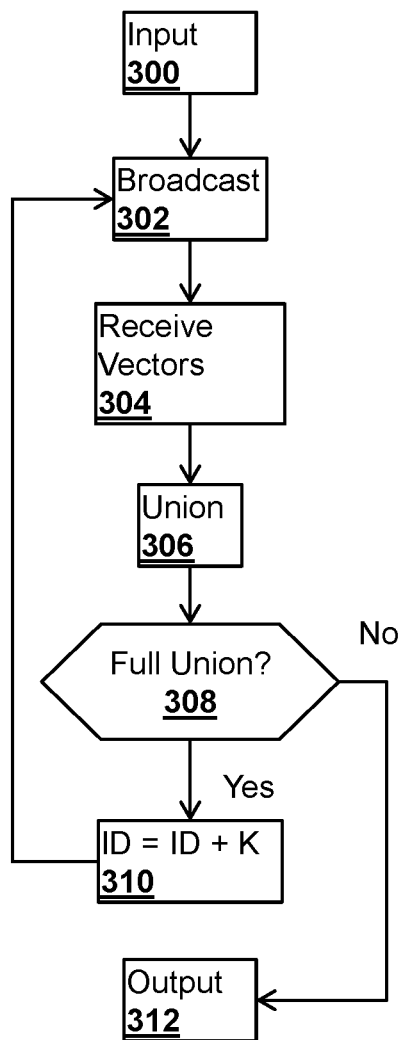 Input
300
Broadcast
302
Receive
Vectors
304
Union
306
Full Union?
308
No
Yes
ID = ID + K
310
Output
312